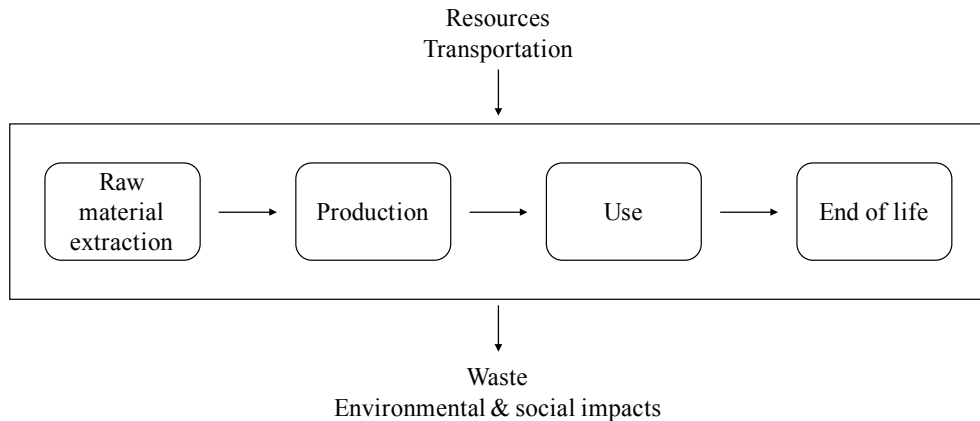 Resources
Transportation
Raw
material
extraction
Production
Use
End of life
Waste
Environmental & social impacts